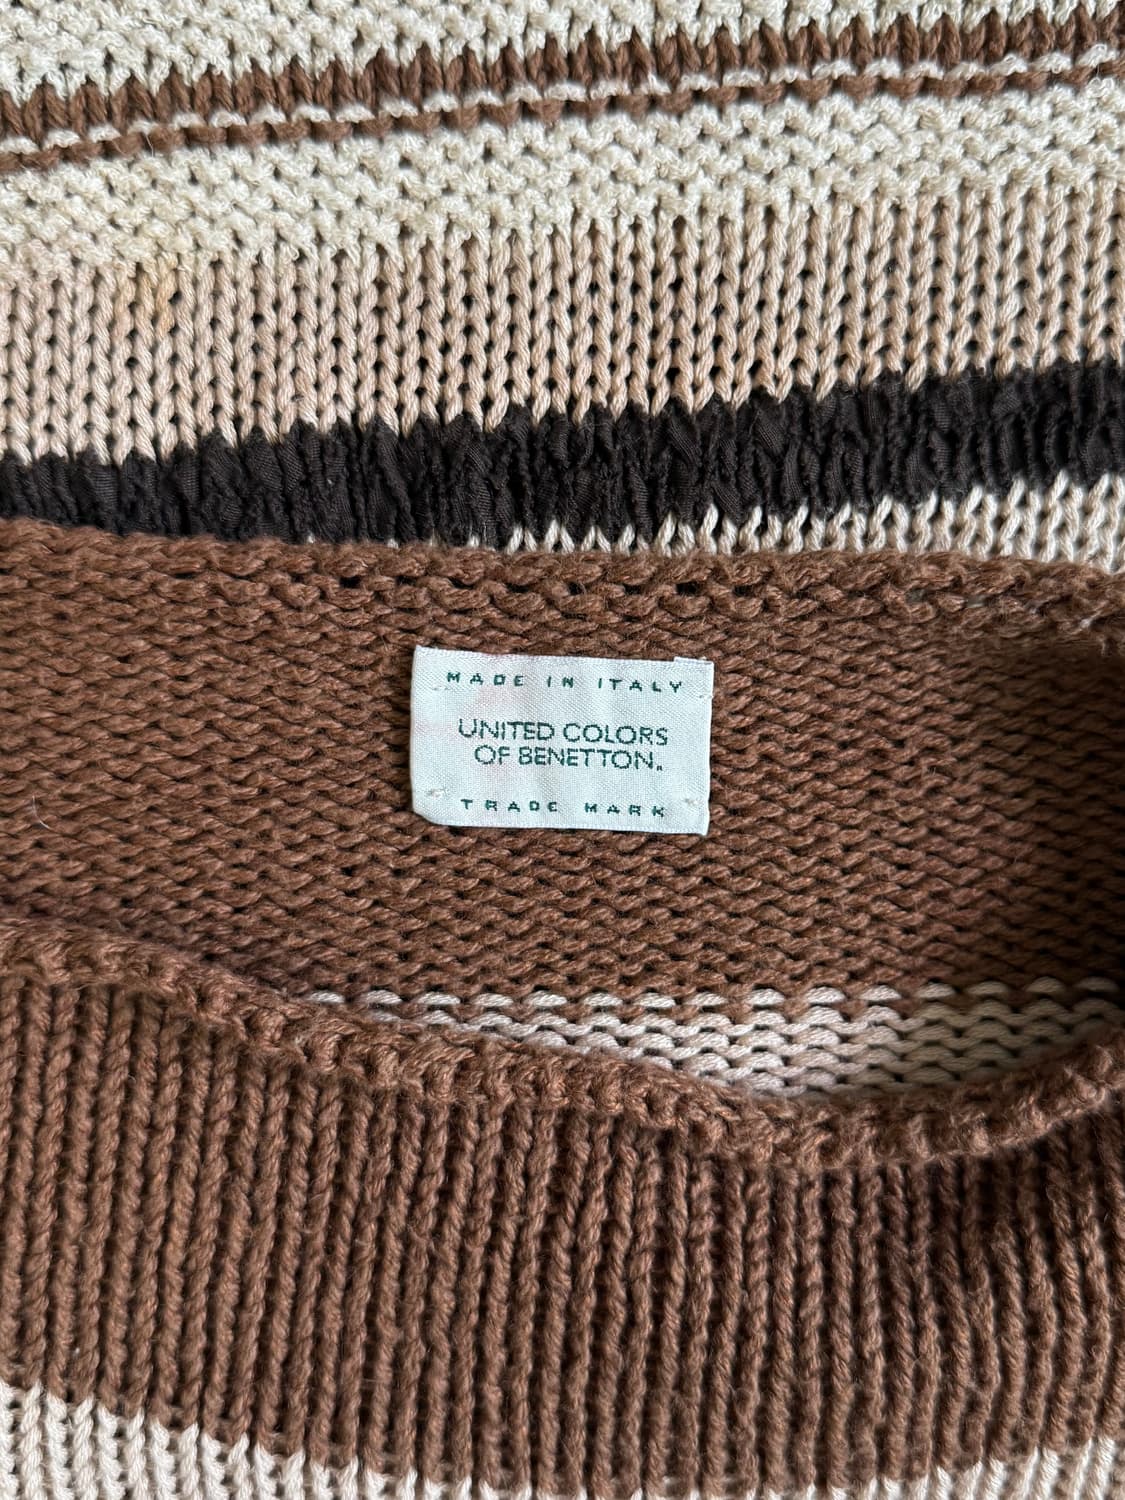 MADE IN ITALY
UNITED COLORS
OF BENETTON.
TRADE MARK